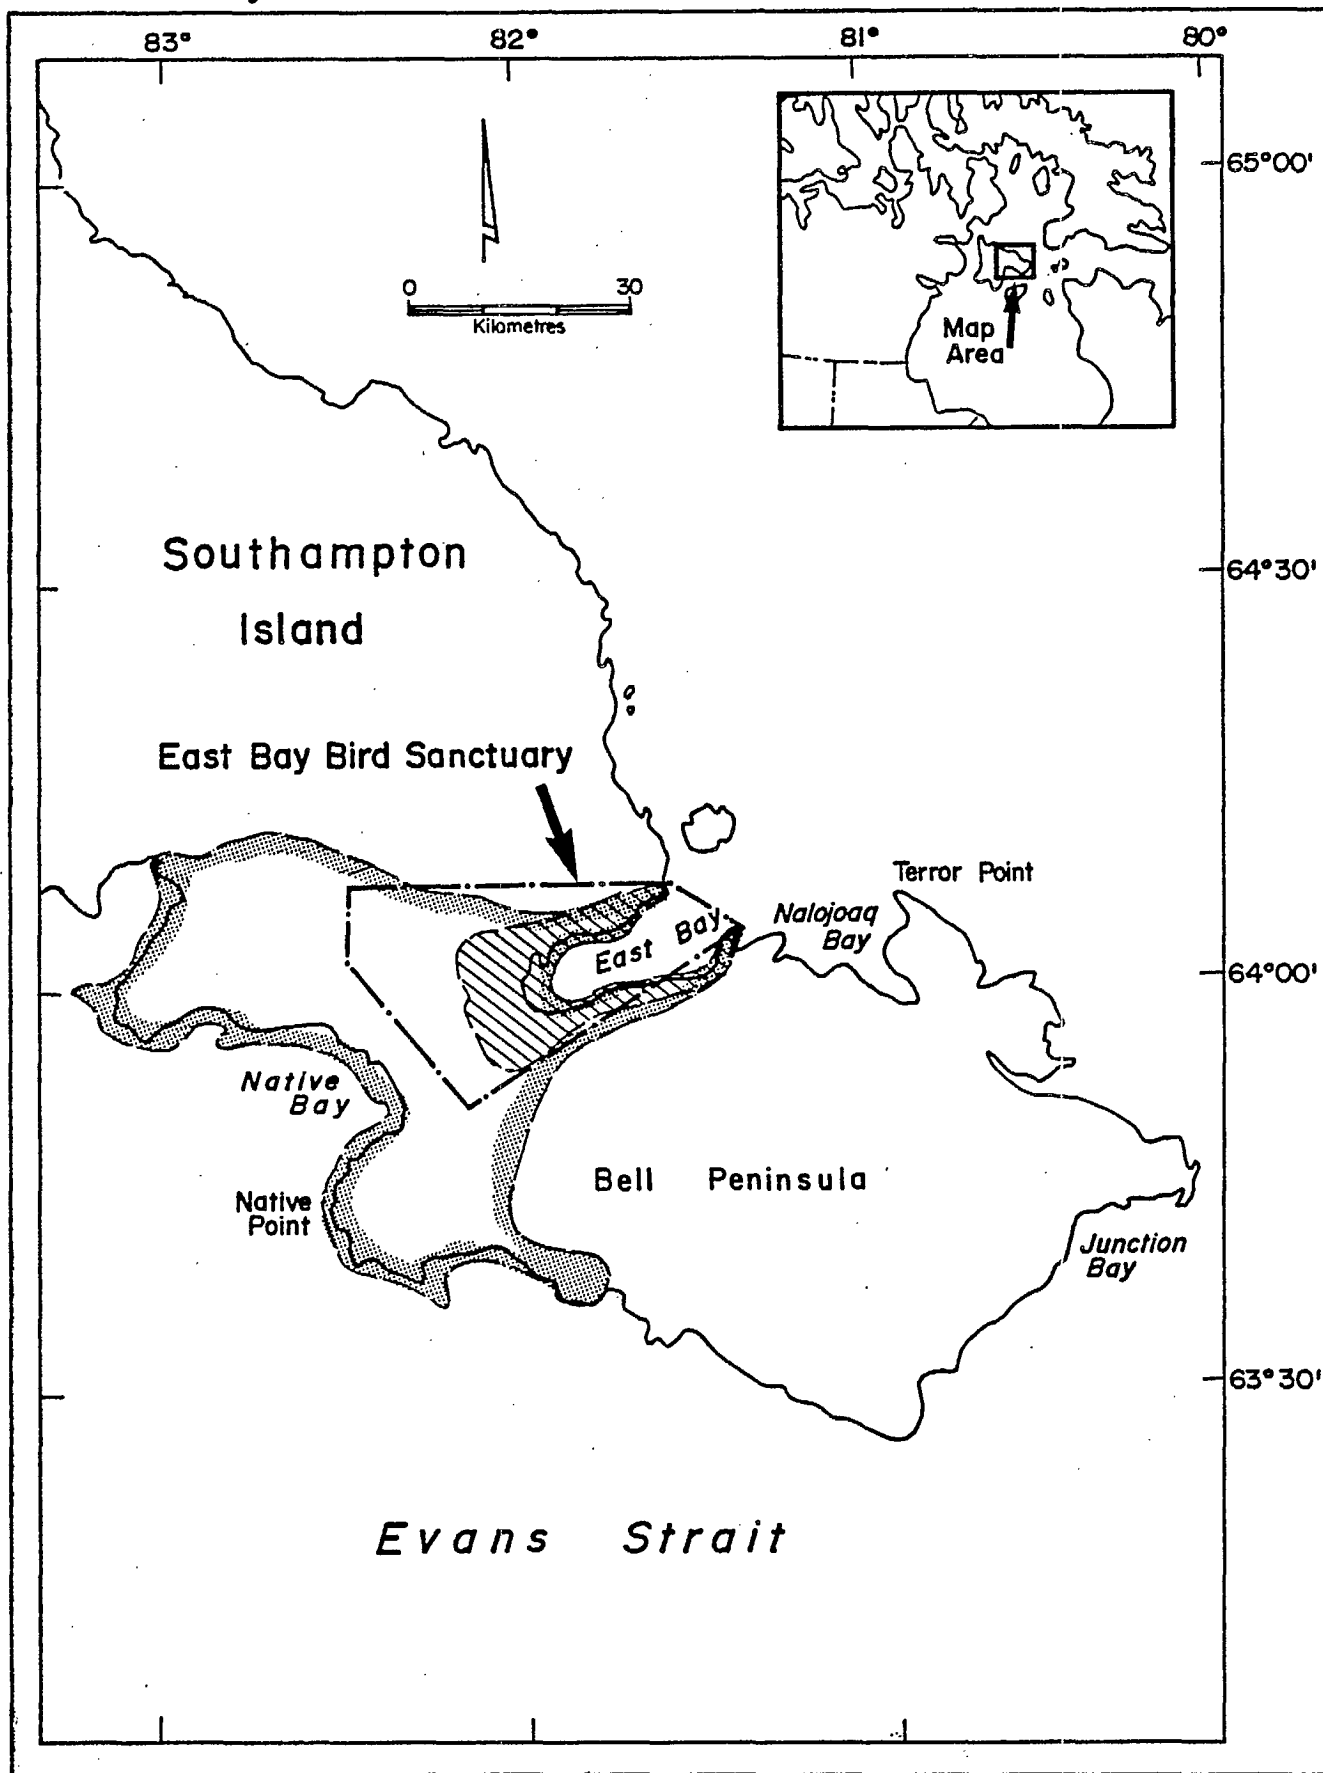 83°
82°
81°
80°
65°00'
0
30
Kilometres
Map
Area
Southampton
Island
64°30'
East Bay Bird Sanctuary
Terror Point
Nalojoaq
Bay
East Bay
64°00'
Native
Bay
Native
Point
Bell Peninsula
Junction
Bay
63°30'
Evans Strait